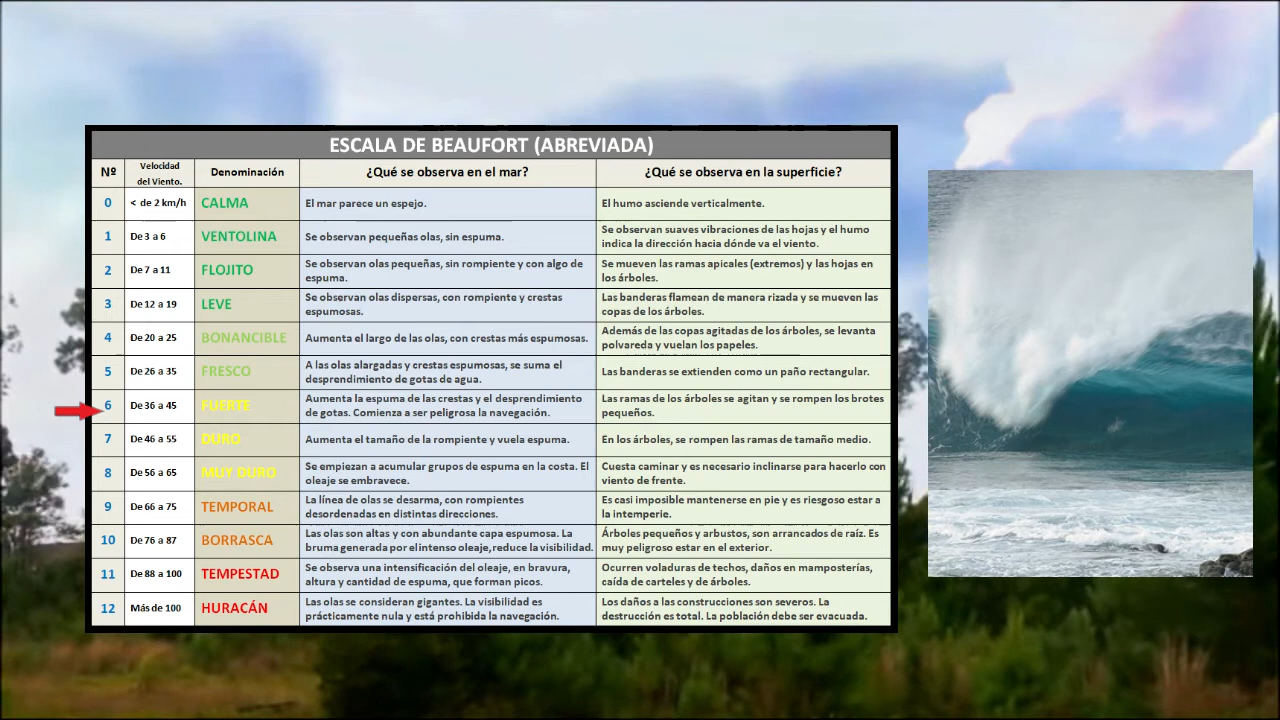 ESCALA DE BEAUFORT (ABREVIADA)
Nº
Velocidad
del Viento.
Denominación
¿Qué se observa en el mar?
¿Qué se observa en la superficie?
0
< de 2 km/h
CALMA
El mar parece un espejo.
El humo asciende verticalmente.
1
De 3 a 6
VENTOLINA
Se observan pequeñas olas, sin espuma.
Se observan suaves vibraciones de las hojas y el humo
indica la dirección hacia dónde va el viento.
2
De 7 a 11
FLOJITO
Se observan olas pequeñas, sin rompiente y con algo de
espuma.
Se mueven las ramas apicales (extremos) y las hojas en
los árboles.
3
De 12 a 19
LEVE
Se observan olas dispersas, con rompiente y crestas
espumosas.
Las banderas flamean de manera rizada y se mueven las
copas de los árboles.
4
De 20 a 25
BONANCIBLE
Aumenta el largo de las olas, con crestas más espumosas.
Además de las copas agitadas de los árboles, se levanta
polvareda y vuelan los papeles.
5
De 26 a 35
FRESCO
A las olas alargadas y crestas espumosas, se suma el
desprendimiento de gotas de agua.
Las banderas se extienden como un paño rectangular.
6
De 36 a 45
FUERTE
Aumenta la espuma de las crestas y el desprendimiento
de gotas. Comienza a ser peligrosa la navegación.
Las ramas de los árboles se agitan y se rompen los brotes
pequeños.
7
De 46 a 55
DURO
Aumenta el tamaño de la rompiente y vuela espuma.
En los árboles, se rompen las ramas de tamaño medio.
8
De 56 a 65
MUY DURO
Se empiezan a acumular grupos de espuma en la costa. El
oleaje se embravece.
Cuesta caminar y es necesario inclinarse para hacerlo con
viento de frente.
9
De 66 a 75
TEMPORAL
La línea de olas se desarma, con rompientes
desordenadas en distintas direcciones.
Es casi imposible mantenerse en pie y es riesgoso estar a
la intemperie.
10
De 76 a 87
BORRASCA
Las olas son altas y con abundante capa espumosa. La
bruma generada por el intenso oleaje, reduce la visibilidad.
Árboles pequeños y arbustos, son arrancados de raíz. Es
muy peligroso estar en el exterior.
11
De 88 a 100
TEMPESTAD
Se observa una intensificación del oleaje, en bravura,
altura y cantidad de espuma, que forman picos.
Ocurren voladuras de techos, daños en mamposterías,
caída de carteles y de árboles.
12
Más de 100
HURACÁN
Las olas se consideran gigantes. La visibilidad es
prácticamente nula y está prohibida la navegación.
Los daños a las construcciones son severos. La
destrucción es total. La población debe ser evacuada.